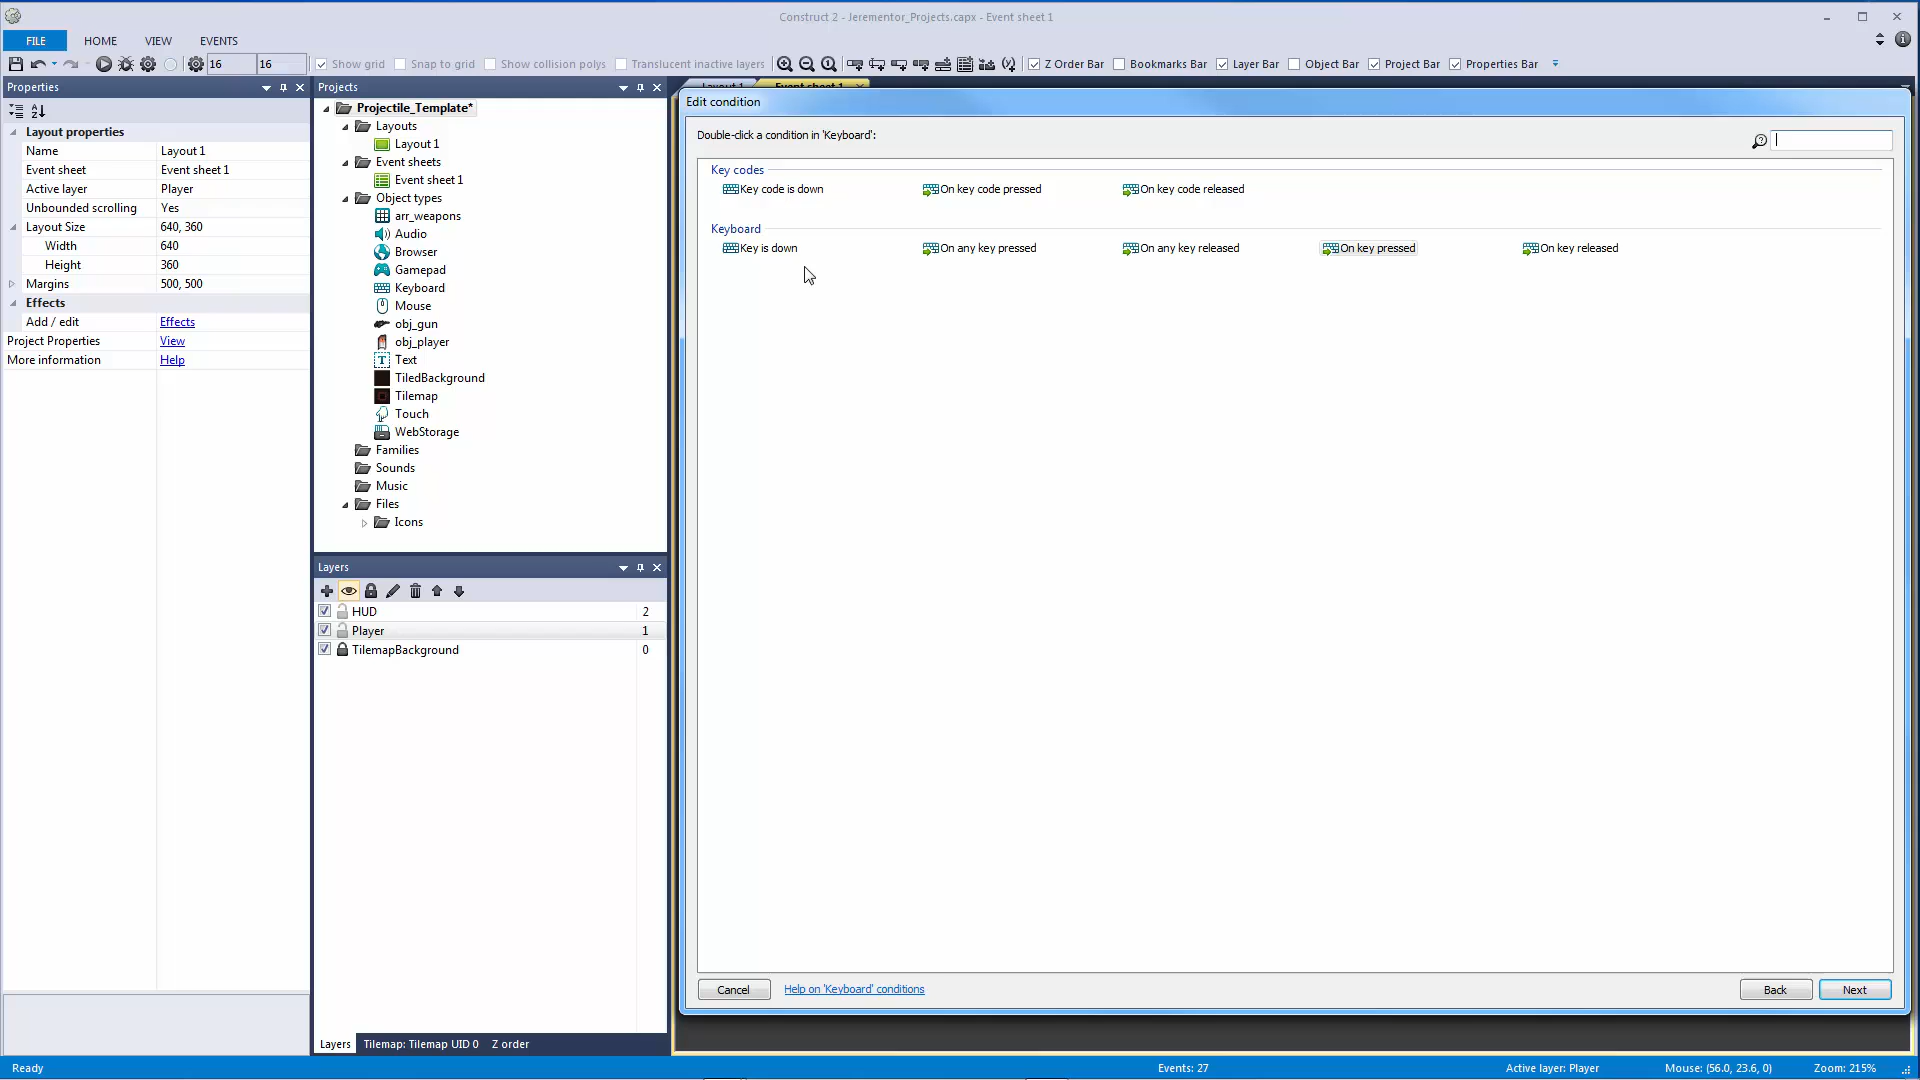 Construct 2 - Jerementor_Projects.capx - Event sheet 1
FILE HOME VIEW EVENTS
16 16 Show grid Snap to grid Show collision polys Translucent inactive layers Z Order Bar Bookmarks Bar Layer Bar Object Bar Project Bar Properties Bar
Properties
Layout properties
Name Layout 1
Event sheet Event sheet 1
Active layer Player
Unbounded scrolling Yes
Layout Size 640, 360
Width 640
Height 360
Margins 500, 500
Effects
Add / edit Effects
Project Properties View
More information Help
Projects
Projectile_Template*
Layouts
Layout 1
Event sheets
Event sheet 1
Object types
arr_weapons
Audio
Browser
Gamepad
Keyboard
Mouse
obj_gun
obj_player
Text
TiledBackground
Tilemap
Touch
WebStorage
Families
Sounds
Music
Files
Icons
Layers
HUD 2
Player 1
TilemapBackground 0
Layers Tilemap: Tilemap UID 0 Z order
Layout 1 Event sheet 1
Edit condition
Double-click a condition in 'Keyboard':
Key codes
Key code is down On key code pressed On key code released
Keyboard
Key is down On any key pressed On any key released On key pressed On key released
Cancel Help on 'Keyboard' conditions Back Next
Ready Events: 27 Active layer: Player Mouse: (56.0, 23.6, 0) Zoom: 215%